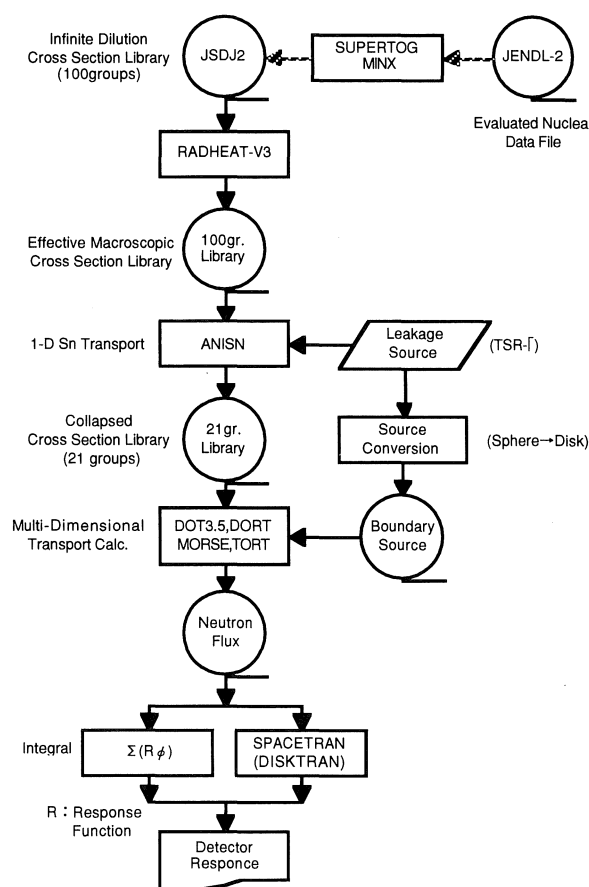 Infinite Dilution
Cross Section Library
(100groups)
JSDJ2
SUPERTOG
MINX
JENDL-2
Evaluated Nuclea
Data File
RADHEAT-V3
Effective Macroscopic
Cross Section Library
100gr.
Library
1-D Sn Transport
ANISN
Leakage
Source
(TSR-Γ)
Collapsed
Cross Section Library
(21 groups)
21gr.
Library
Source
Conversion
(Sphere→Disk)
Multi-Dimensional
Transport Calc.
DOT3.5,DORT
MORSE,TORT
Boundary
Source
Neutron
Flux
Integral
Σ(Rφ)
SPACETRAN
(DISKTRAN)
R：Response
Function
Detector
Responce